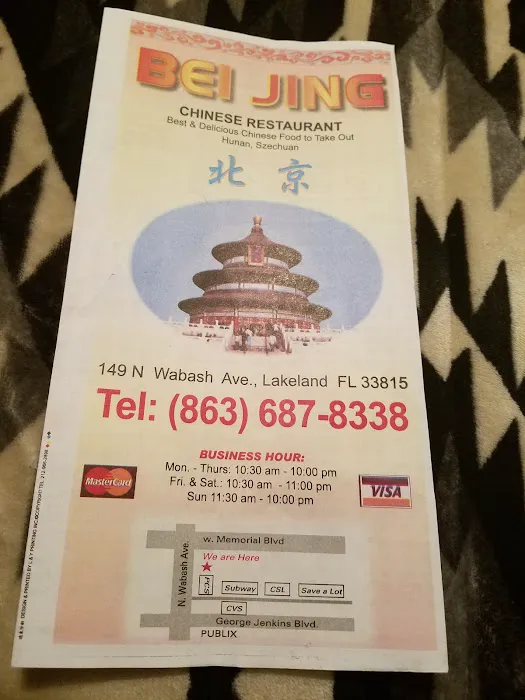 BEI JING
CHINESE RESTAURANT
Best & Delicious Chinese Food to Take Out
Hunan, Szechuan
北 京
149 N Wabash Ave., Lakeland FL 33815
Tel: (863) 687-8338
BUSINESS HOUR:
Mon. - Thurs: 10:30 am - 10:00 pm
Fri. & Sat.: 10:30 am - 11:00 pm
Sun 11:30 am - 10:00 pm
MasterCard
VISA
w. Memorial Blvd
N. Wabash Ave.
We are Here
PCS
Subway
CSL
Save a Lot
CVS
George Jenkins Blvd.
PUBLIX